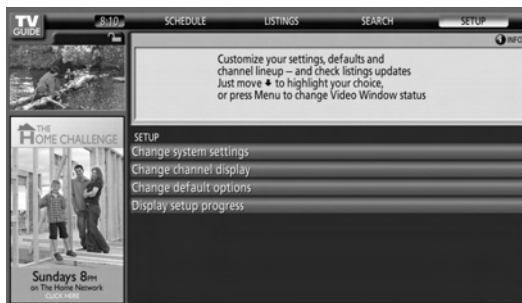 TV
GUIDE
8:10
SCHEDULE LISTINGS SEARCH SETUP
INFO
Customize your settings, defaults and
channel lineup – and check listings updates
Just move to highlight your choice,
or press Menu to change Video Window status
THE
HOME CHALLENGE
Sundays 8PM
on The Home Network
CLICK HERE
SETUP
Change system settings
Change channel display
Change default options
Display setup progress